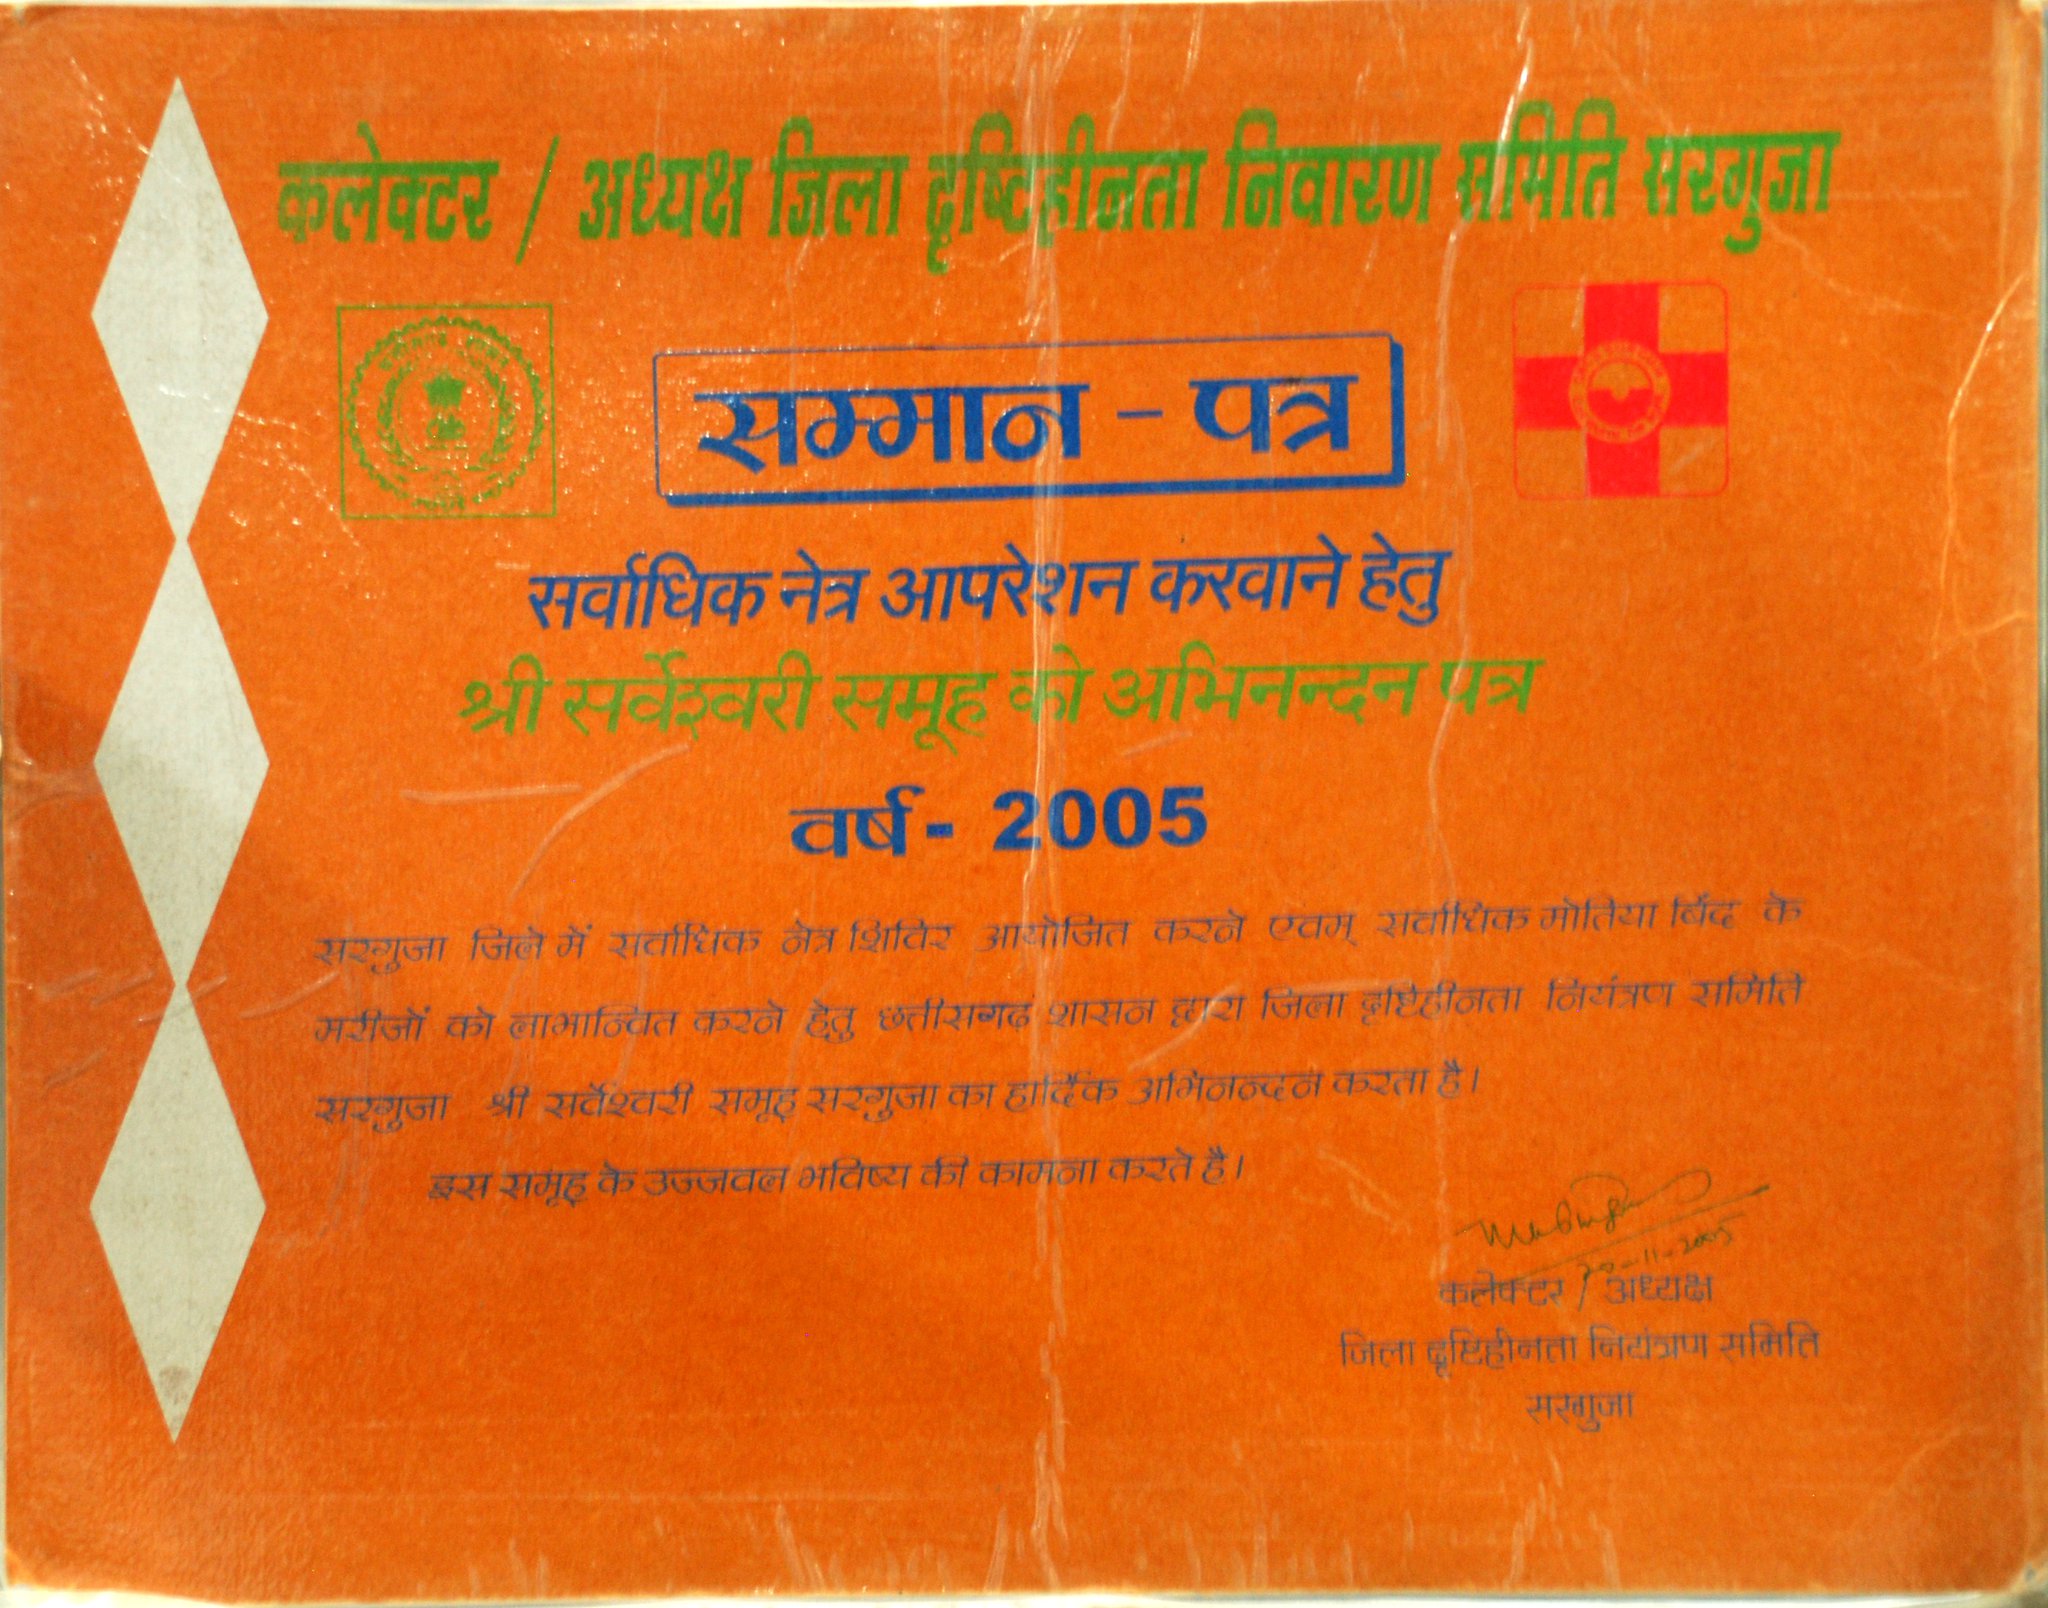 कलेक्टर / अध्यक्ष जिला दृष्टिहीनता निवारण समिति सरगुजा
सम्मान - पत्र
सर्वाधिक नेत्र आपरेशन करवाने हेतु
श्री सर्वेश्वरी समूह को अभिनन्दन पत्र
वर्ष - 2005
सरगुजा जिले में सर्वाधिक नेत्र शिविर आयोजित करने एवम् सर्वाधिक मोतिया बिंद के
मरीजों को लाभान्वित करने हेतु छत्तीसगढ़ शासन द्वारा जिला दृष्टिहीनता नियंत्रण समिति
सरगुजा श्री सर्वेश्वरी समूह सरगुजा का हार्दिक अभिनन्दन करता है।
इस समूह के उज्जवल भविष्य की कामना करते है।
कलेक्टर / अध्यक्ष
जिला दृष्टिहीनता नियंत्रण समिति
सरगुजा